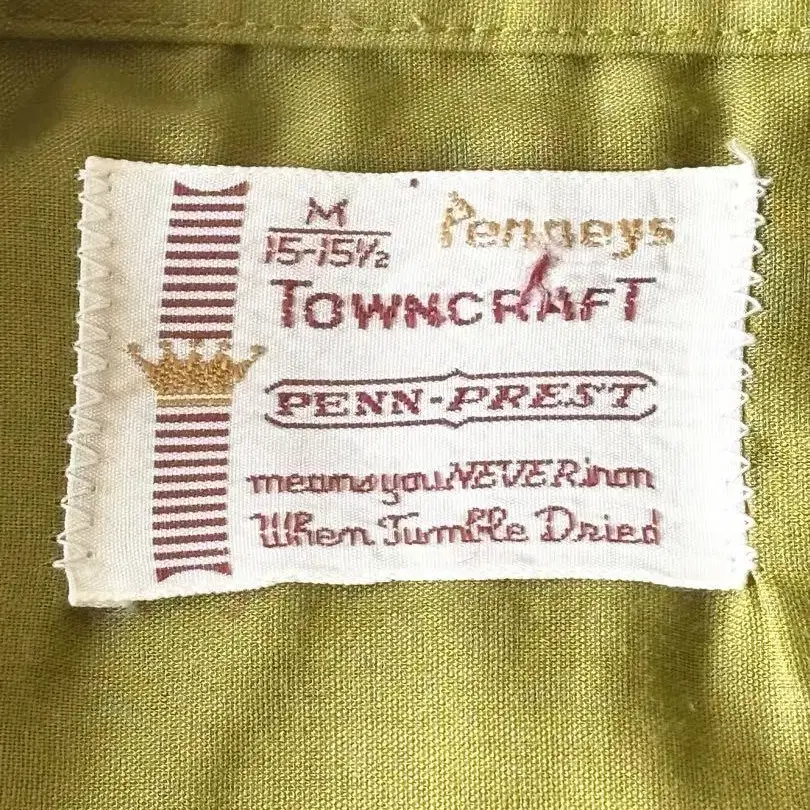 M
15-15½
Penneys
TOWNCRAFT
PENN-PREST
means you NEVER iron
When Tumble Dried